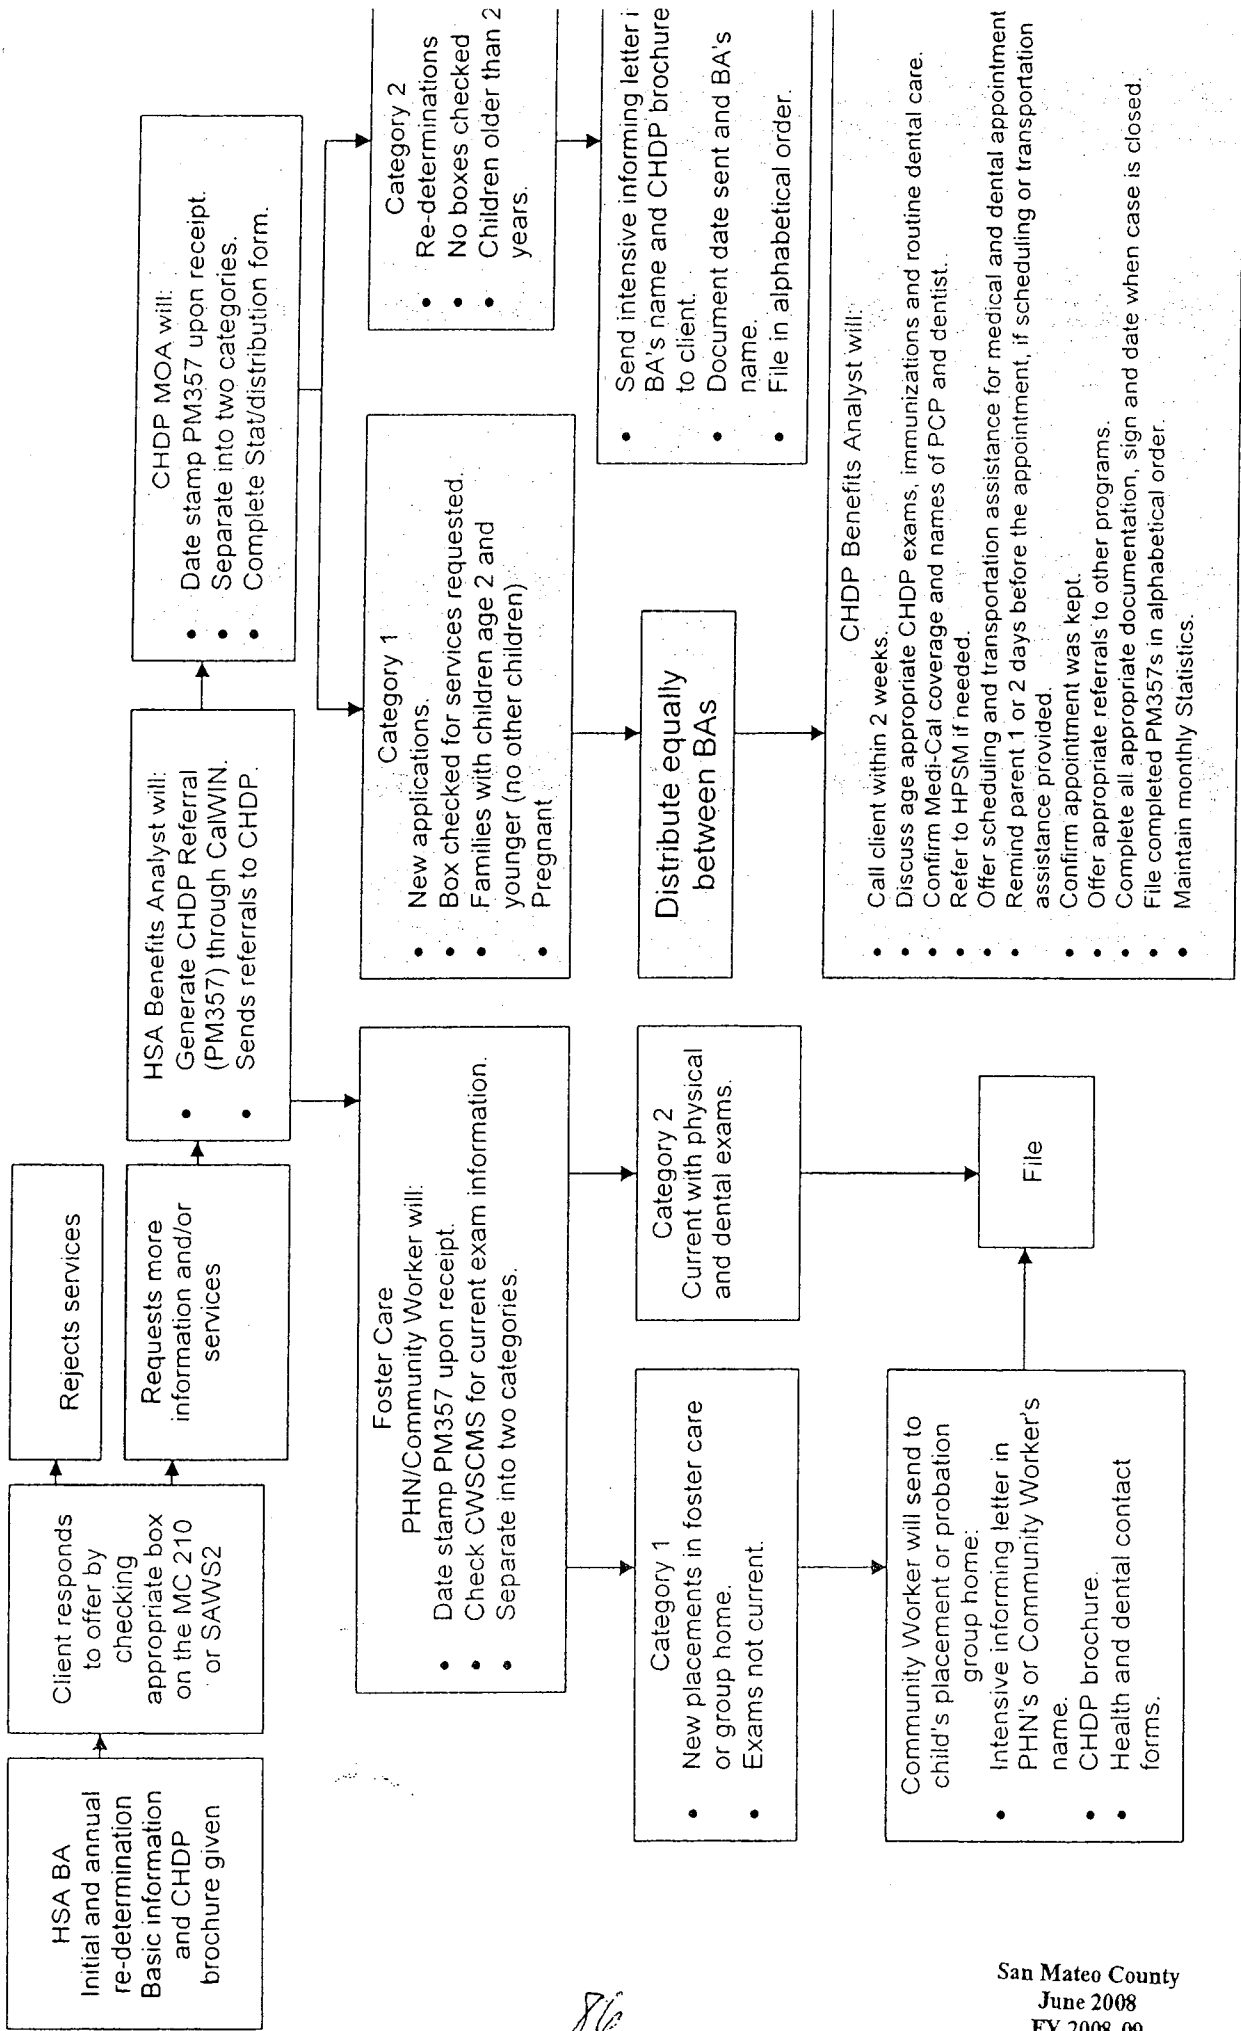 HSA BA
Initial and annual
re-determination
Basic information
and CHDP
brochure given
Client responds
to offer by
checking
appropriate box
on the MC 210
or SAWS2
Rejects services
Requests more
information and/or
services
HSA Benefits Analyst will:
• Generate CHDP Referral
(PM357) through CalWIN.
• Sends referrals to CHDP.
CHDP MOA will:
• Date stamp PM357 upon receipt.
• Separate into two categories.
• Complete Stat/distribution form.
Foster Care
PHN/Community Worker will:
• Date stamp PM357 upon receipt.
• Check CWSCMS for current exam information.
• Separate into two categories.
Category 1
• New applications.
• Box checked for services requested.
• Families with children age 2 and
younger (no other children)
• Pregnant
Category 2
• Re-determinations
• No boxes checked
• Children older than 2
years.
Category 1
• New placements in foster care
or group home.
• Exams not current.
Category 2
Current with physical
and dental exams.
Distribute equally
between BAs
• Send intensive informing letter i
BA's name and CHDP brochure
to client.
• Document date sent and BA's
name.
• File in alphabetical order.
Community Worker will send to
child's placement or probation
group home:
• Intensive informing letter in
PHN's or Community Worker's
name.
• CHDP brochure.
• Health and dental contact
forms.
File
CHDP Benefits Analyst will:
• Call client within 2 weeks.
• Discuss age appropriate CHDP exams, immunizations and routine dental care.
• Confirm Medi-Cal coverage and names of PCP and dentist.
• Refer to HPSM if needed.
• Offer scheduling and transportation assistance for medical and dental appointment
• Remind parent 1 or 2 days before the appointment, if scheduling or transportation
assistance provided.
• Confirm appointment was kept.
• Offer appropriate referrals to other programs.
• Complete all appropriate documentation, sign and date when case is closed.
• File completed PM357s in alphabetical order.
• Maintain monthly Statistics.
86
San Mateo County
June 2008
FY 2008-09